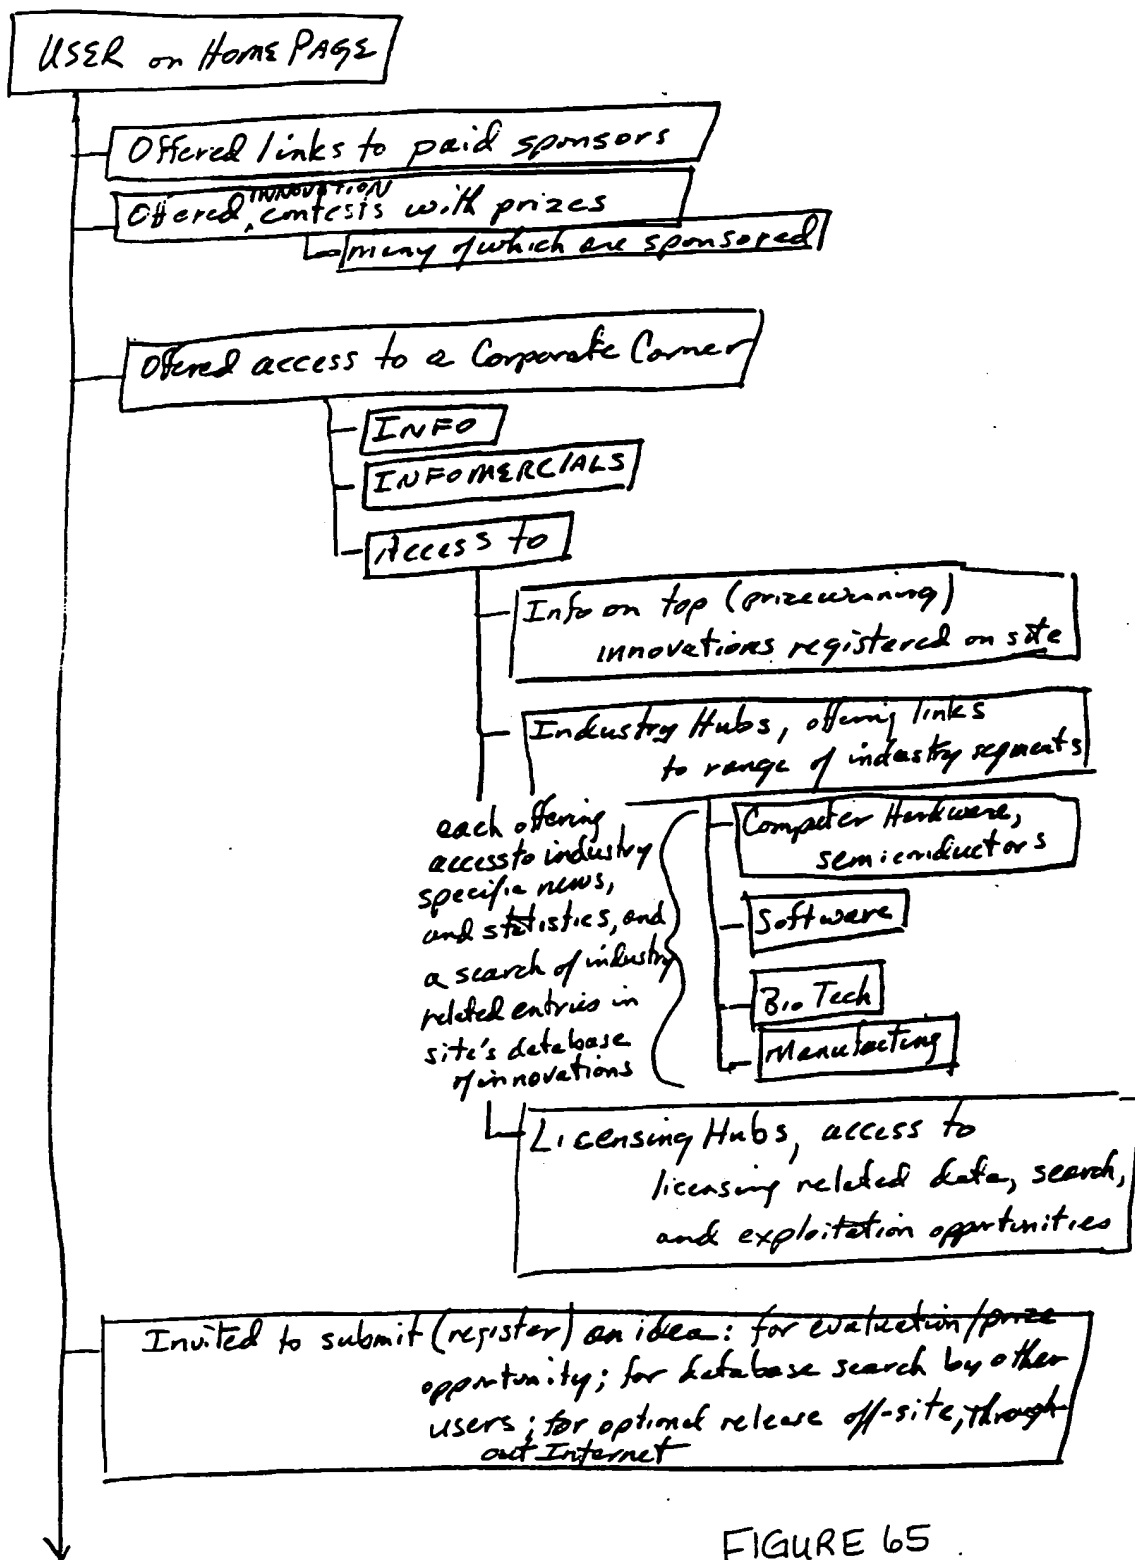 USER on HOME PAGE
Offered links to paid sponsors
INNOVATION
Offered contests with prizes
many of which are sponsored
Offered access to a Corporate Corner
INFO
INFOMERCIALS
Access to
Info on top (prizewinning)
innovations registered on site
Industry Hubs, offering links
to range of industry segments
each offering
access to industry
specific news,
and statistics, and
a search of industry
related entries in
site's database
of innovations
Computer Hardware,
semiconductors
Software
Bio Tech
Manufacting
Licensing Hubs, access to
licensing related data, search,
and exploitation opportunities
Invited to submit (register) an idea: for evaluation/prize
opportunity; for database search by other
users; for optional release off-site, through-
out Internet
FIGURE 65